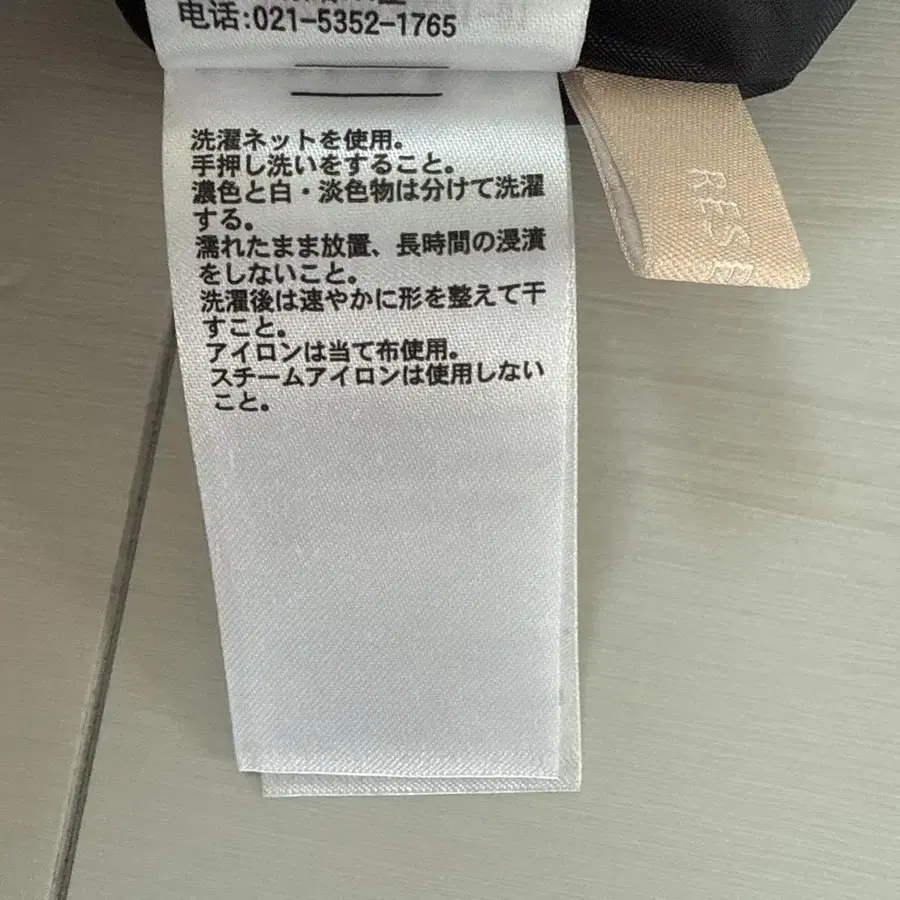 电话:021-5352-1765
洗濯ネットを使用。
手押し洗いをすること。
濃色と白・淡色物は分けて洗濯
する。
濡れたまま放置、長時間の浸漬
をしないこと。
洗濯後は速やかに形を整えて干
すこと。
アイロンは当て布使用。
スチームアイロンは使用しない
こと。
RESE